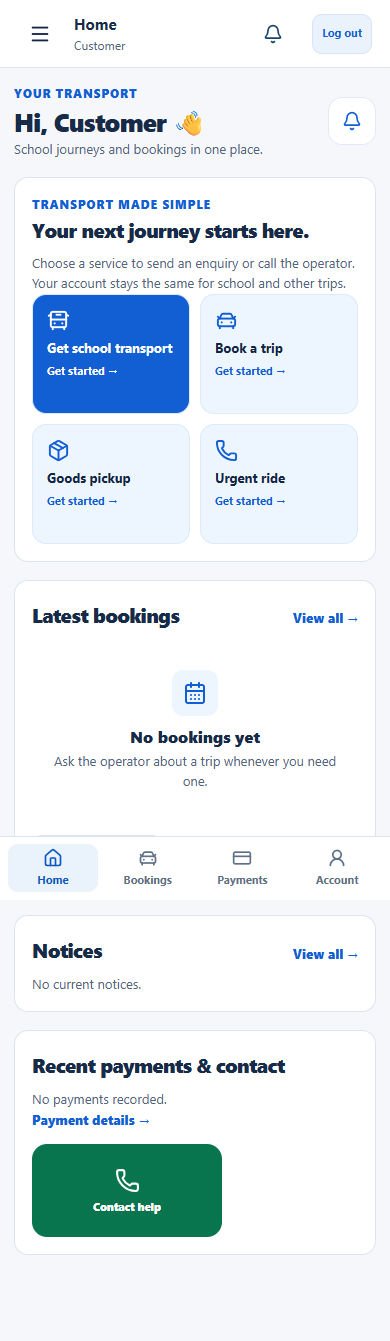 Home
Customer
Log out
YOUR TRANSPORT
Hi, Customer 👋
School journeys and bookings in one place.
TRANSPORT MADE SIMPLE
Your next journey starts here.
Choose a service to send an enquiry or call the operator.
Your account stays the same for school and other trips.
Get school transport
Get started →
Book a trip
Get started →
Goods pickup
Get started →
Urgent ride
Get started →
Latest bookings
View all →
No bookings yet
Ask the operator about a trip whenever you need
one.
Home
Bookings
Payments
Account
Notices
View all →
No current notices.
Recent payments & contact
No payments recorded.
Payment details →
Contact help